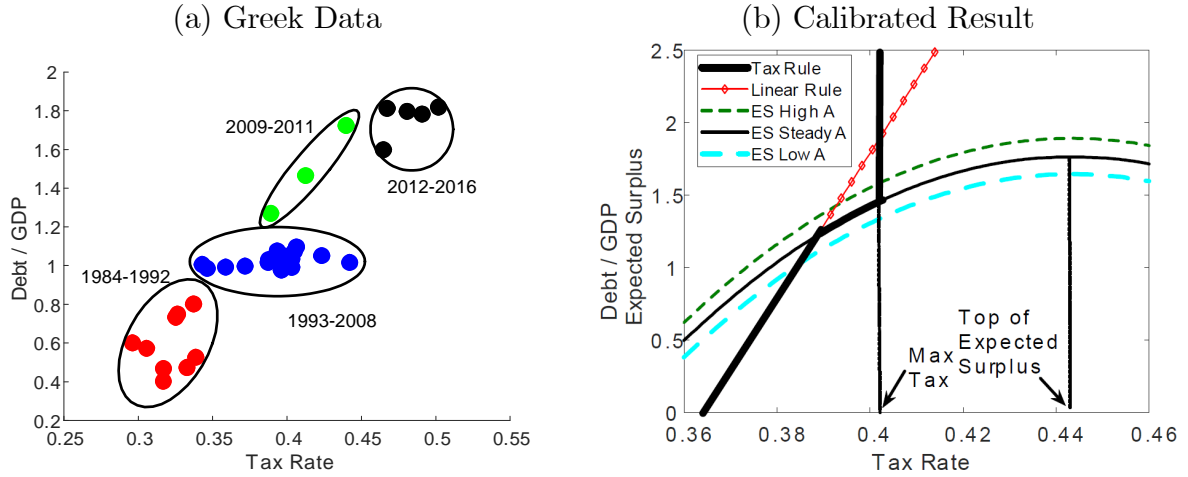 (a) Greek Data
2
1.8
1.6
1.4
1.2
1
0.8
0.6
0.4
0.2
Debt / GDP
2009-2011
2012-2016
1984-1992
1993-2008
0.25
0.3
0.35
0.4
0.45
0.5
0.55
Tax Rate
(b) Calibrated Result
2.5
2
1.5
1
0.5
0
Debt / GDP
Expected Surplus
Tax Rule
Linear Rule
ES High A
ES Steady A
ES Low A
Max
Tax
Top of
Expected
Surplus
0.36
0.38
0.4
0.42
0.44
0.46
Tax Rate